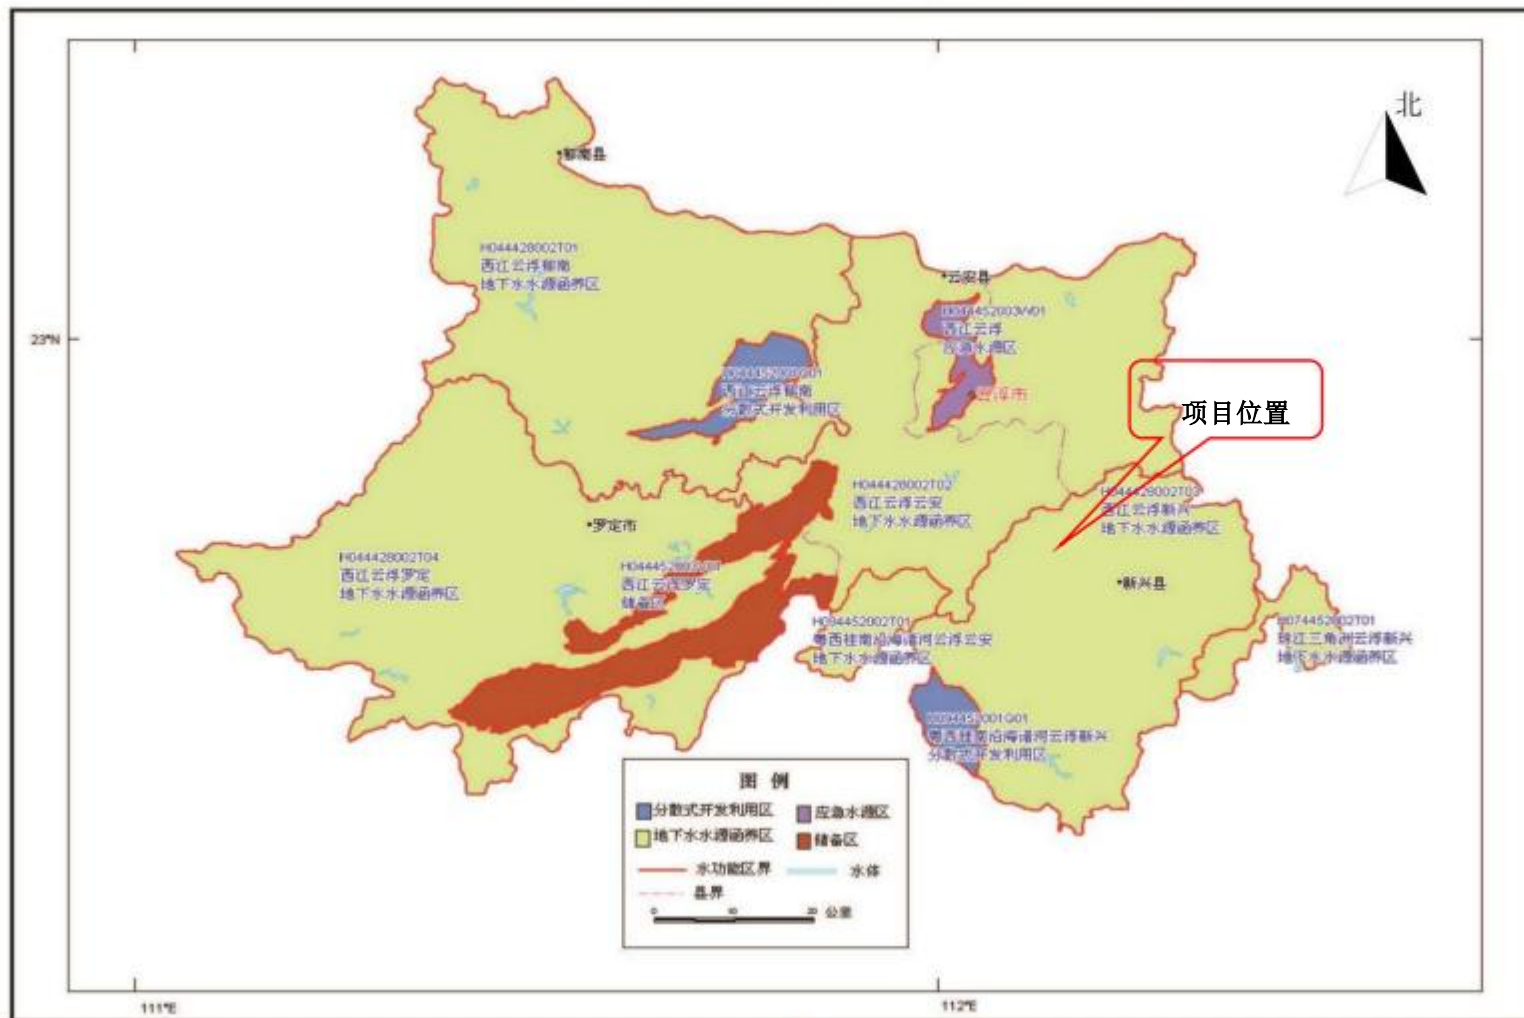 北
郁南县
H044428002T01
西江云浮郁南
地下水水源涵养区
云安县
H044452003W01
西江云浮
应急水源区
23°N
西江云浮郁南
分散式开发利用区
云浮市
项目位置
H044428002T02
西江云浮云安
地下水水源涵养区
H044428002T03
西江云浮新兴
地下水水源涵养区
罗定市
H044428002T04
西江云浮罗定
地下水水源涵养区
西江云浮罗定
储备区
新兴县
H094452002T01
粤西桂南沿海诸河云浮云安
地下水水源涵养区
H074452002T01
珠江三角洲云浮新兴
地下水水源涵养区
H094452001Q01
粤西桂南沿海诸河云浮新兴
分散式开发利用区
图 例
分散式开发利用区 应急水源区
地下水水源涵养区 储备区
水功能区界 水体
县界
0 10 20 公里
111°E 112°E